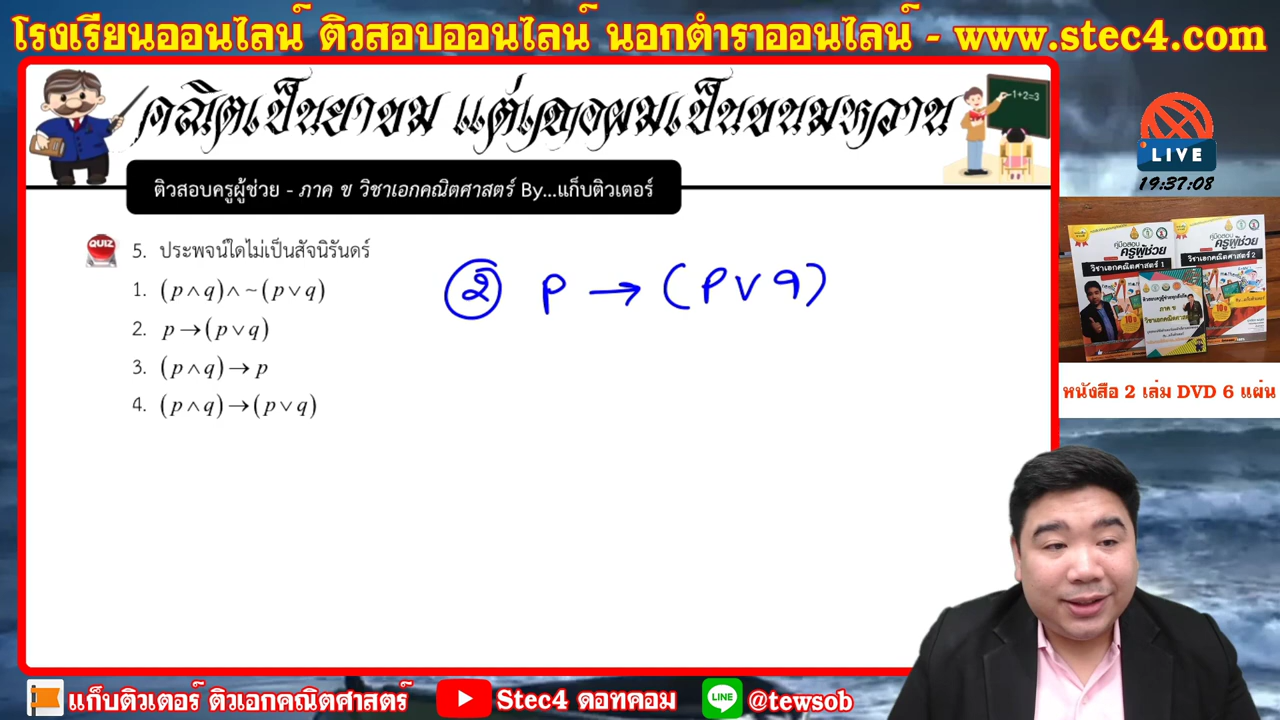 โรงเรียนออนไลน์ ติวสอบออนไลน์ นอกตำราออนไลน์ - www.stec4.com
คณิตเป็นยาขม แต่เธอผมเป็นขนมหวาน
1+2=3
LIVE
19:37:08
ติวสอบครูผู้ช่วย - ภาค ข วิชาเอกคณิตศาสตร์ By...แก็บติวเตอร์
QUIZ
5. ประพจน์ใดไม่เป็นสัจนิรันดร์
1. (p ∧ q) ∧ ~ (p ∨ q)
2. p → (p ∨ q)
3. (p ∧ q) → p
4. (p ∧ q) → (p ∨ q)
② p → (p ∨ q)
คู่มือสอบ
ครูผู้ช่วย
วิชาเอกคณิตศาสตร์ 1
คู่มือสอบ
ครูผู้ช่วย
วิชาเอกคณิตศาสตร์ 2
หนังสือ 2 เล่ม DVD 6 แผ่น
แก็บติวเตอร์ ติวเอกคณิตศาสตร์
Stec4 ดอทคอม
LINE
@tewsob